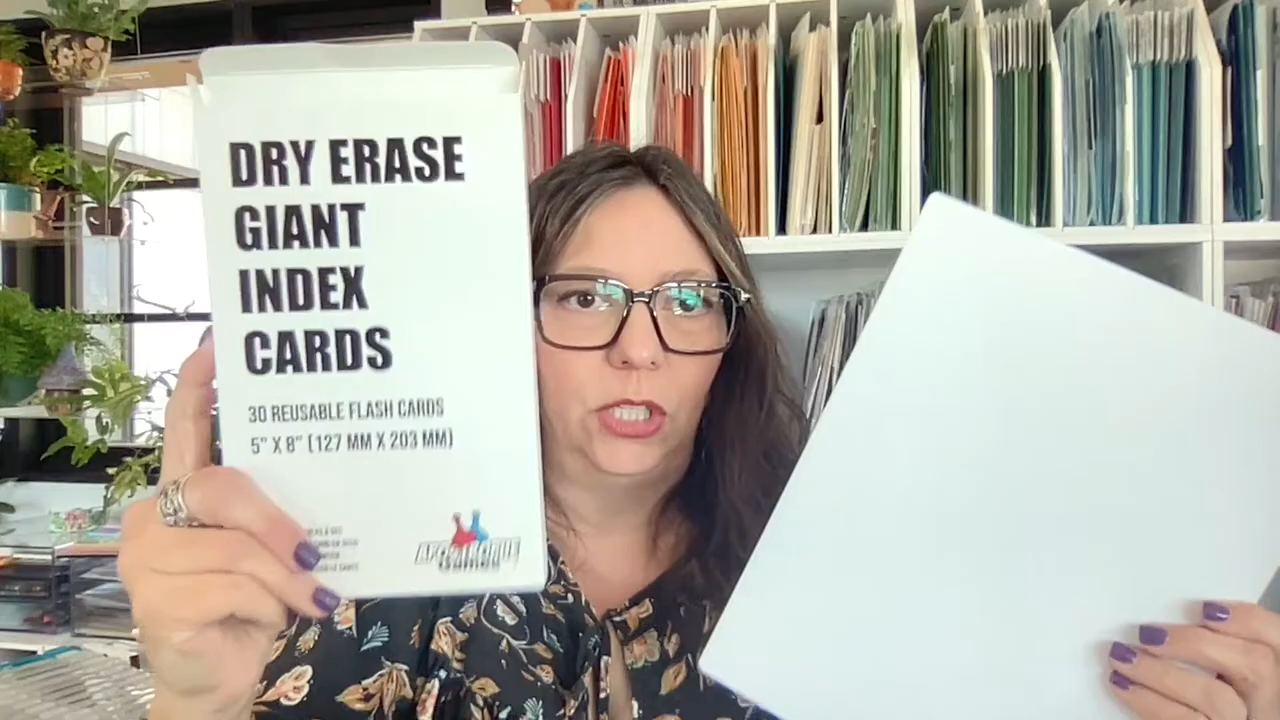 DRY ERASE
GIANT
INDEX
CARDS
30 REUSABLE FLASH CARDS
5" X 8" (127 MM X 203 MM)